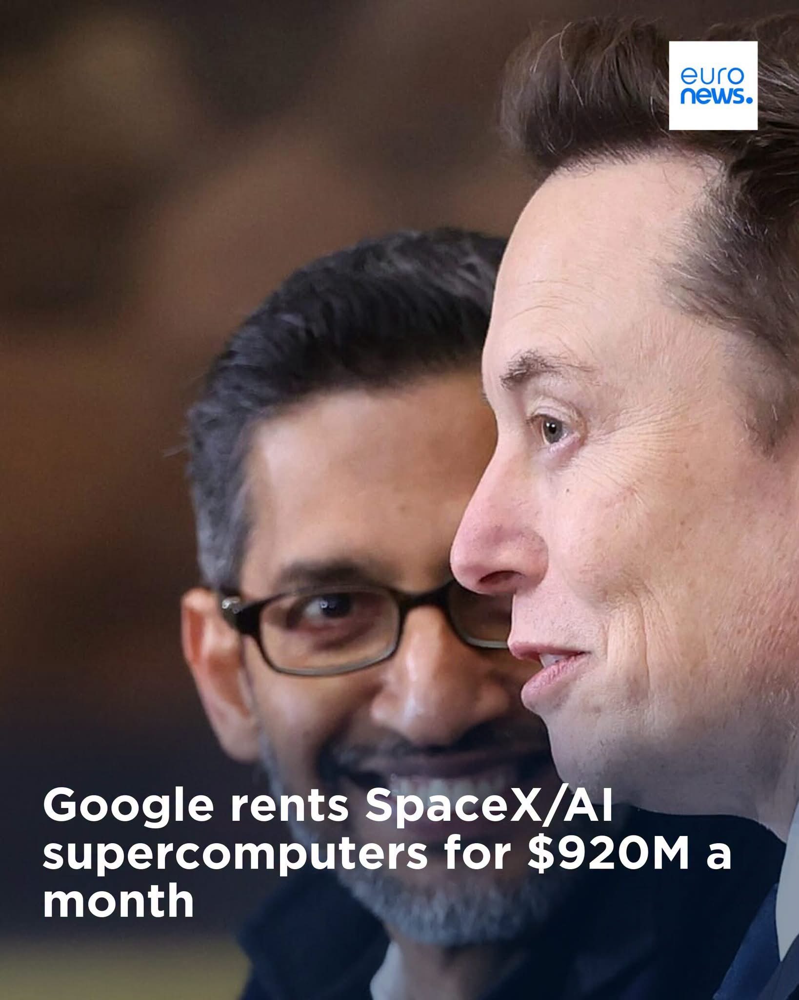 euro
news.
Google rents SpaceX/AI
supercomputers for $920M a
month